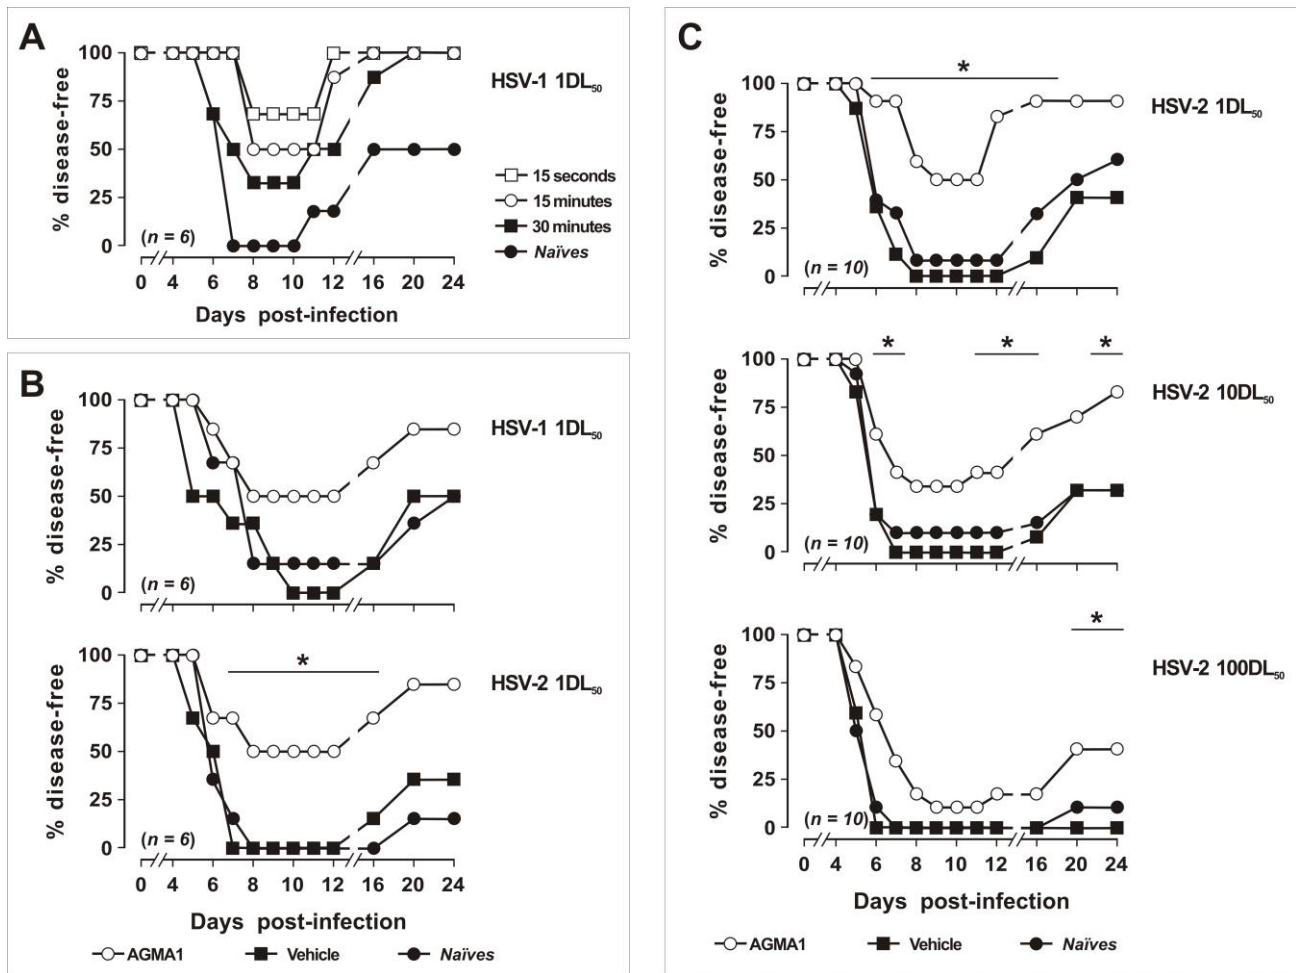 A
% disease-free
100
75
50
25
0
HSV-1 1DL50
15 seconds
15 minutes
30 minutes
Naïves
(n = 6)
0 4 6 8 10 12 16 20 24
Days post-infection
B
% disease-free
100
75
50
25
0
HSV-1 1DL50
(n = 6)
% disease-free
100
75
50
25
0
*
HSV-2 1DL50
(n = 6)
0 4 6 8 10 12 16 20 24
Days post-infection
AGMA1 Vehicle Naïves
C
% disease-free
100
75
50
25
0
*
HSV-2 1DL50
(n = 10)
% disease-free
100
75
50
25
0
* * *
HSV-2 10DL50
(n = 10)
% disease-free
100
75
50
25
0
*
HSV-2 100DL50
(n = 10)
0 4 6 8 10 12 16 20 24
Days post-infection
AGMA1 Vehicle Naïves